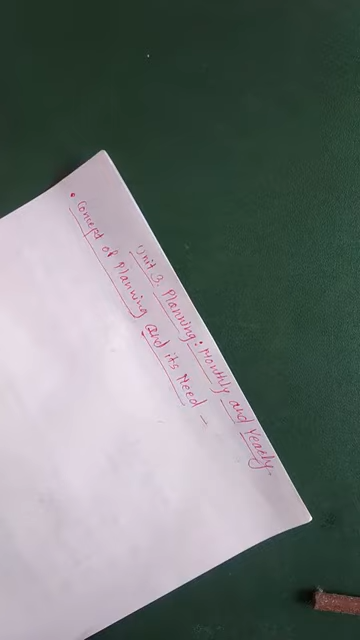 Unit 3. Planning: Monthly and Yearly.
• Concept of Planning and its Need -